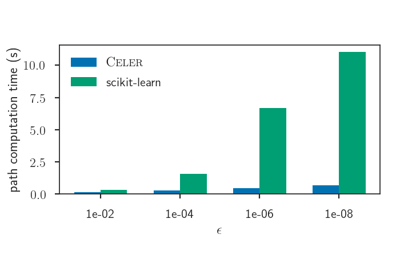 path computation time (s)
10.0
7.5
5.0
2.5
0.0
CELER
scikit-learn
1e-02 1e-04 1e-06 1e-08
ϵ